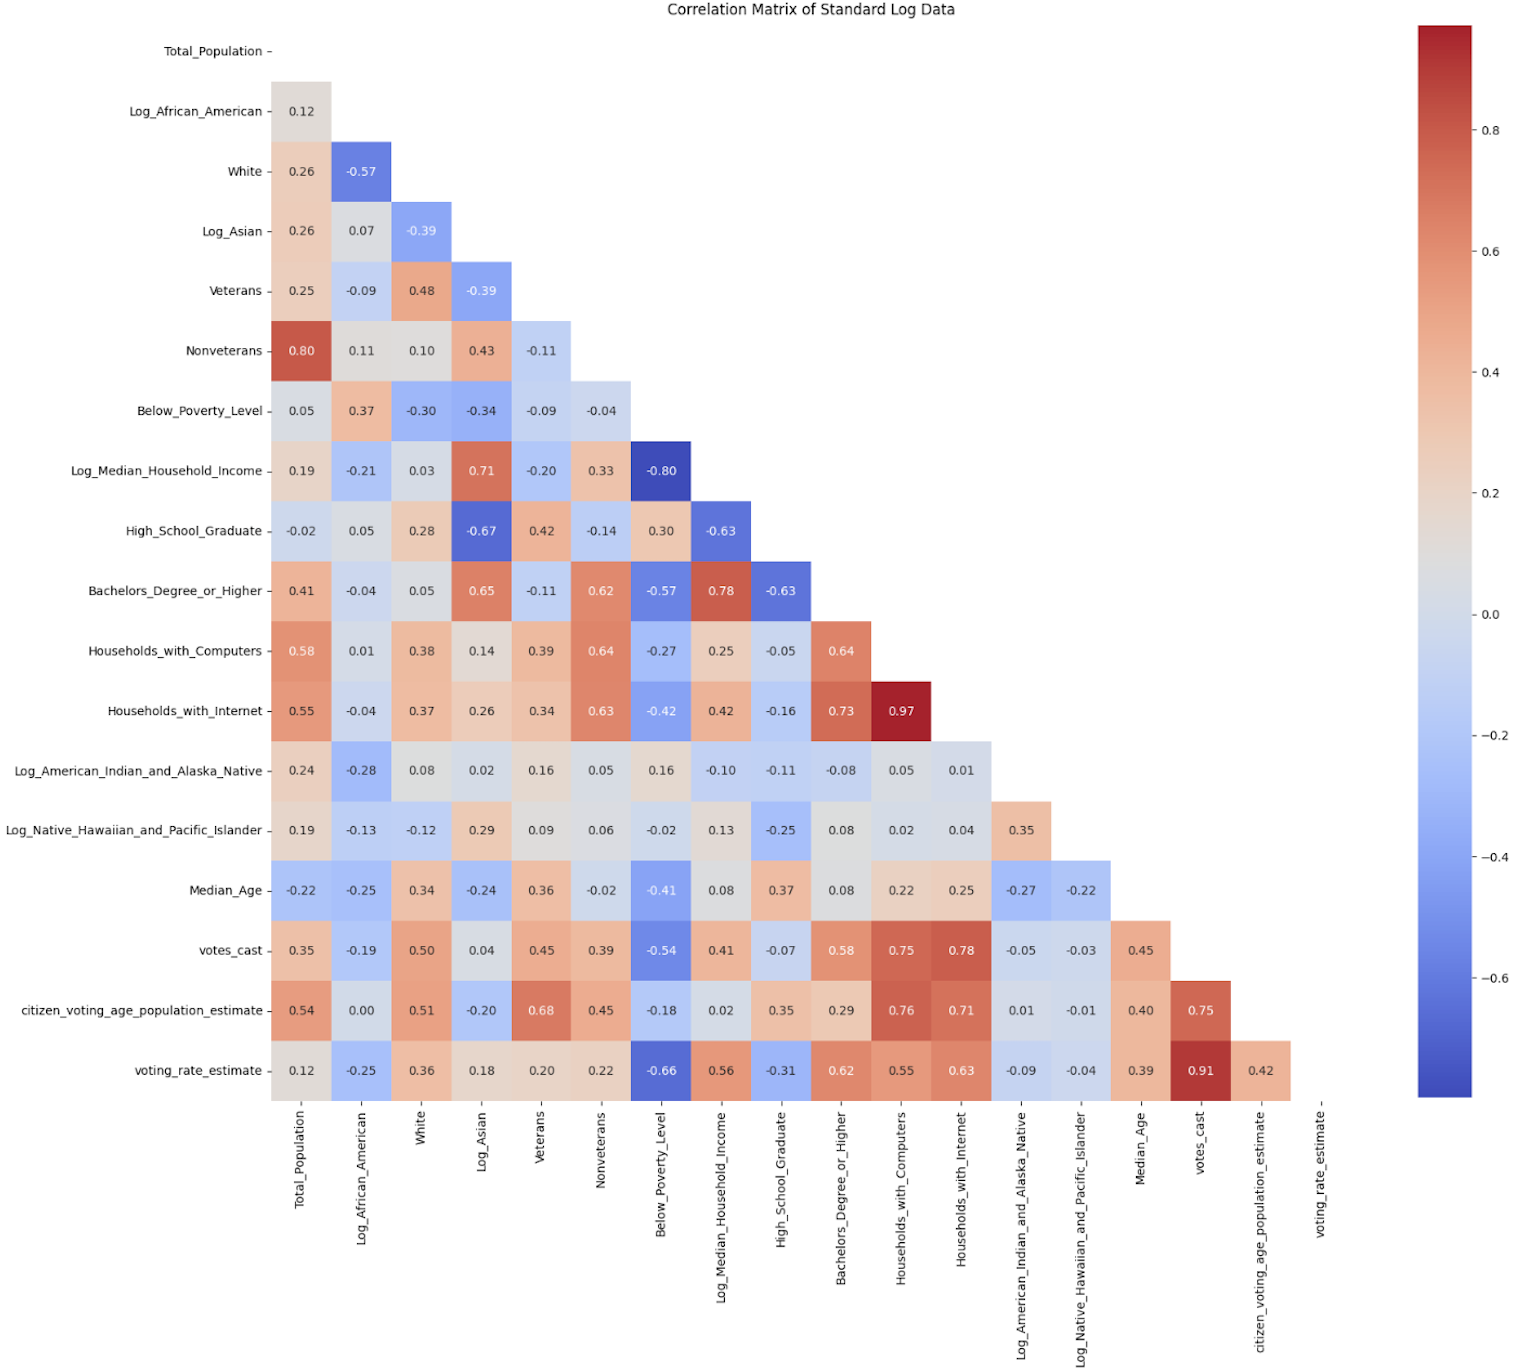 Correlation Matrix of Standard Log Data
Total_Population
Log_African_American 0.12
White 0.26 -0.57
Log_Asian 0.26 0.07 -0.39
Veterans 0.25 -0.09 0.48 -0.39
Nonveterans 0.80 0.11 0.10 0.43 -0.11
Below_Poverty_Level 0.05 0.37 -0.30 -0.34 -0.09 -0.04
Log_Median_Household_Income 0.19 -0.21 0.03 0.71 -0.20 0.33 -0.80
High_School_Graduate -0.02 0.05 0.28 -0.67 0.42 -0.14 0.30 -0.63
Bachelors_Degree_or_Higher 0.41 -0.04 0.05 0.65 -0.11 0.62 -0.57 0.78 -0.63
Households_with_Computers 0.58 0.01 0.38 0.14 0.39 0.64 -0.27 0.25 -0.05 0.64
Households_with_Internet 0.55 -0.04 0.37 0.26 0.34 0.63 -0.42 0.42 -0.16 0.73 0.97
Log_American_Indian_and_Alaska_Native 0.24 -0.28 0.08 0.02 0.16 0.05 0.16 -0.10 -0.11 -0.08 0.05 0.01
Log_Native_Hawaiian_and_Pacific_Islander 0.19 -0.13 -0.12 0.29 0.09 0.06 -0.02 0.13 -0.25 0.08 0.02 0.04 0.35
Median_Age -0.22 -0.25 0.34 -0.24 0.36 -0.02 -0.41 0.08 0.37 0.08 0.22 0.25 -0.27 -0.22
votes_cast 0.35 -0.19 0.50 0.04 0.45 0.39 -0.54 0.41 -0.07 0.58 0.75 0.78 -0.05 -0.03 0.45
citizen_voting_age_population_estimate 0.54 0.00 0.51 -0.20 0.68 0.45 -0.18 0.02 0.35 0.29 0.76 0.71 0.01 -0.01 0.40 0.75
voting_rate_estimate 0.12 -0.25 0.36 0.18 0.20 0.22 -0.66 0.56 -0.31 0.62 0.55 0.63 -0.09 -0.04 0.39 0.91 0.42
Total_Population
Log_African_American
White
Log_Asian
Veterans
Nonveterans
Below_Poverty_Level
Log_Median_Household_Income
High_School_Graduate
Bachelors_Degree_or_Higher
Households_with_Computers
Households_with_Internet
Log_American_Indian_and_Alaska_Native
Log_Native_Hawaiian_and_Pacific_Islander
Median_Age
votes_cast
citizen_voting_age_population_estimate
voting_rate_estimate
0.8
0.6
0.4
0.2
0.0
−0.2
−0.4
−0.6